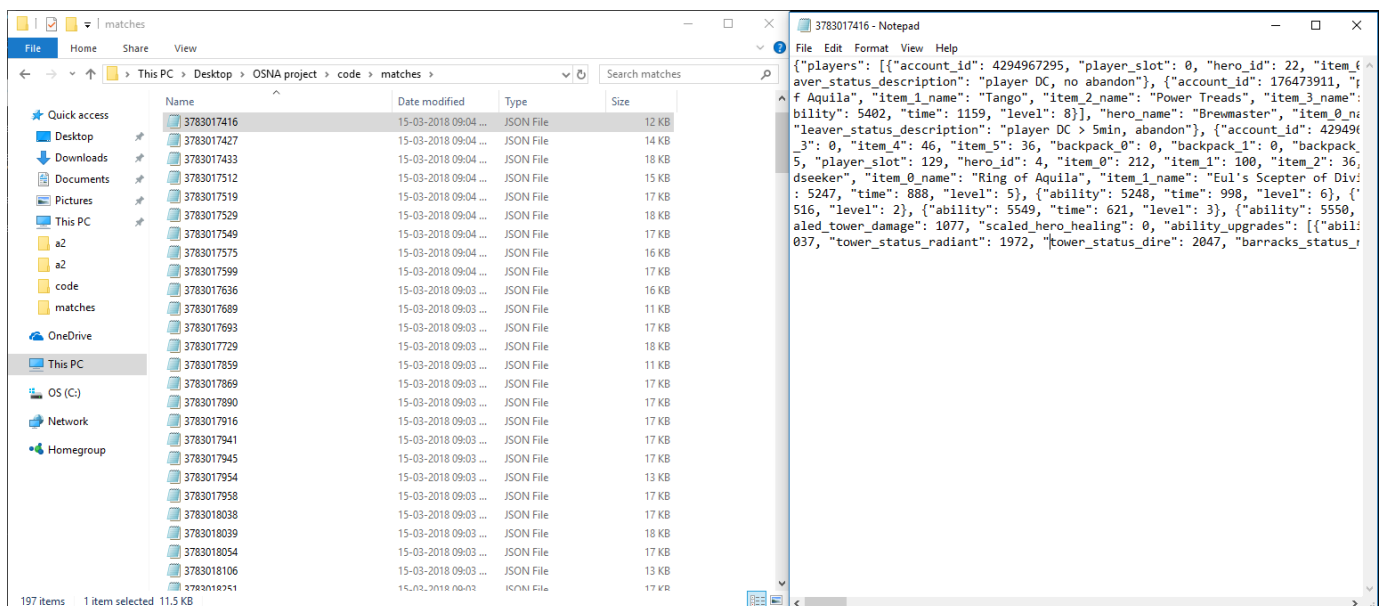 matches
File Home Share View
This PC > Desktop > OSNA project > code > matches >
Search matches
Quick access
Desktop
Downloads
Documents
Pictures
This PC
a2
a2
code
matches
OneDrive
This PC
OS (C:)
Network
Homegroup
Name Date modified Type Size
3783017416 15-03-2018 09:04 ... JSON File 12 KB
3783017427 15-03-2018 09:04 ... JSON File 14 KB
3783017433 15-03-2018 09:04 ... JSON File 18 KB
3783017512 15-03-2018 09:04 ... JSON File 15 KB
3783017519 15-03-2018 09:04 ... JSON File 17 KB
3783017529 15-03-2018 09:04 ... JSON File 18 KB
3783017549 15-03-2018 09:04 ... JSON File 17 KB
3783017575 15-03-2018 09:04 ... JSON File 16 KB
3783017599 15-03-2018 09:04 ... JSON File 17 KB
3783017636 15-03-2018 09:03 ... JSON File 16 KB
3783017689 15-03-2018 09:03 ... JSON File 11 KB
3783017693 15-03-2018 09:03 ... JSON File 17 KB
3783017729 15-03-2018 09:03 ... JSON File 18 KB
3783017859 15-03-2018 09:03 ... JSON File 11 KB
3783017869 15-03-2018 09:03 ... JSON File 17 KB
3783017890 15-03-2018 09:03 ... JSON File 17 KB
3783017916 15-03-2018 09:03 ... JSON File 17 KB
3783017941 15-03-2018 09:03 ... JSON File 17 KB
3783017945 15-03-2018 09:03 ... JSON File 17 KB
3783017954 15-03-2018 09:03 ... JSON File 13 KB
3783017958 15-03-2018 09:03 ... JSON File 17 KB
3783018038 15-03-2018 09:03 ... JSON File 17 KB
3783018039 15-03-2018 09:03 ... JSON File 18 KB
3783018054 15-03-2018 09:03 ... JSON File 17 KB
3783018106 15-03-2018 09:03 ... JSON File 13 KB
3783018251 15-03-2018 09:03 JSON File 17 KB
197 items 1 item selected 11.5 KB
3783017416 - Notepad
File Edit Format View Help
{"players": [{"account_id": 4294967295, "player_slot": 0, "hero_id": 22, "item_
aver_status_description": "player DC, no abandon"}, {"account_id": 176473911, "
f Aquila", "item_1_name": "Tango", "item_2_name": "Power Treads", "item_3_name":
bility": 5402, "time": 1159, "level": 8}], "hero_name": "Brewmaster", "item_0_na
"leaver_status_description": "player DC > 5min, abandon"}, {"account_id": 42949
_3": 0, "item_4": 46, "item_5": 36, "backpack_0": 0, "backpack_1": 0, "backpack_
5, "player_slot": 129, "hero_id": 4, "item_0": 212, "item_1": 100, "item_2": 36,
dseeker", "item_0_name": "Ring of Aquila", "item_1_name": "Eul's Scepter of Divi
: 5247, "time": 888, "level": 5}, {"ability": 5248, "time": 998, "level": 6}, {"
516, "level": 2}, {"ability": 5549, "time": 621, "level": 3}, {"ability": 5550,
aled_tower_damage": 1077, "scaled_hero_healing": 0, "ability_upgrades": [{"abili
037, "tower_status_radiant": 1972, "tower_status_dire": 2047, "barracks_status_r